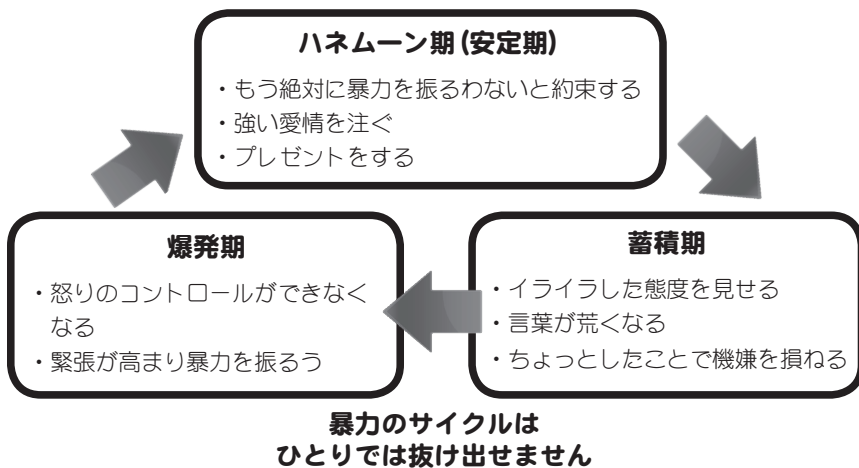 ハネムーン期(安定期)
・もう絶対に暴力を振るわないと約束する
・強い愛情を注ぐ
・プレゼントをする
爆発期
・怒りのコントロールができなく
なる
・緊張が高まり暴力を振るう
蓄積期
・イライラした態度を見せる
・言葉が荒くなる
・ちょっとしたことで機嫌を損ねる
暴力のサイクルは
ひとりでは抜け出せません